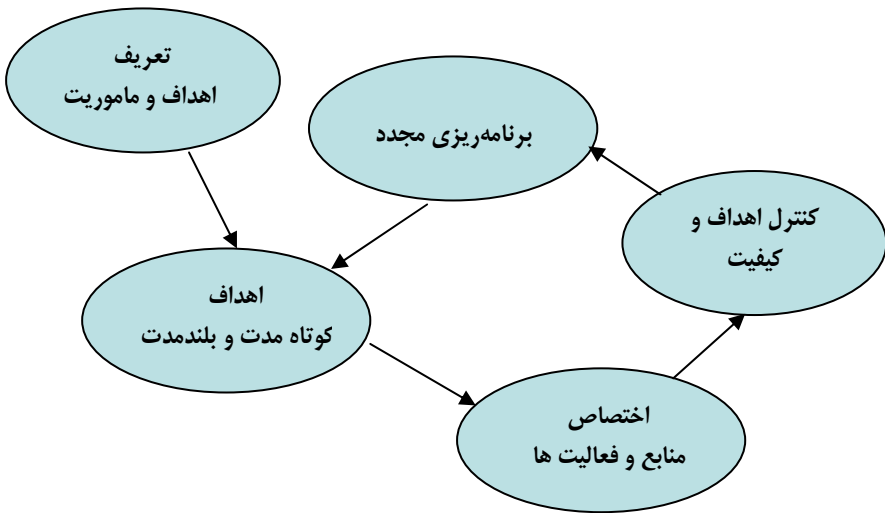 تعریف
اهداف و ماموریت
برنامه‌ریزی مجدد
کنترل اهداف و
کیفیت
اهداف
کوتاه مدت و بلندمدت
اختصاص
منابع و فعالیت ها